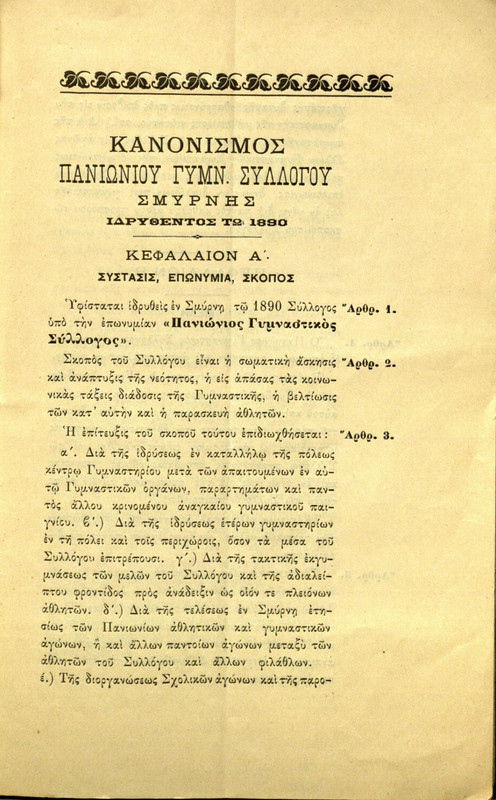 ΚΑΝΟΝΙΣΜΟΣ
ΠΑΝΙΩΝΙΟΥ ΓΥΜΝ. ΣΥΛΛΟΓΟΥ
ΣΜΥΡΝΗΣ
ΙΔΡΥΘΕΝΤΟΣ ΤΩ 1890
ΚΕΦΑΛΑΙΟΝ Α΄.
ΣΥΣΤΑΣΙΣ, ΕΠΩΝΥΜΙΑ, ΣΚΟΠΟΣ
Ὑφίσταται ἱδρυθεὶς ἐν Σμύρνῃ τῷ 1890 Σύλλογος Ἄρθρ. 1.
ὑπὸ τὴν ἐπωνυμίαν «Πανιώνιος Γυμναστικὸς
Σύλλογος».
Σκοπὸς τοῦ Συλλόγου εἶναι ἡ σωματικὴ ἄσκησις Ἄρθρ. 2.
καὶ ἀνάπτυξις τῆς νεότητος, ἡ εἰς ἁπάσας τὰς κοινω-
νικὰς τάξεις διάδοσις τῆς Γυμναστικῆς, ἡ βελτίωσις
τῶν κατ᾽ αὐτὴν καὶ ἡ παρασκευὴ ἀθλητῶν.
Ἡ ἐπίτευξις τοῦ σκοποῦ τούτου ἐπιδιωχθήσεται : Ἄρθρ. 3.
α΄. Διὰ τῆς ἱδρύσεως ἐν καταλλήλῳ τῆς πόλεως
κέντρῳ Γυμναστηρίου μετὰ τῶν ἀπαιτουμένων ἐν αὐ-
τῷ Γυμναστικῶν ὀργάνων, παραρτημάτων καὶ παν-
τὸς ἄλλου κρινομένου ἀναγκαίου γυμναστικοῦ παι-
γνίου. β΄.) Διὰ τῆς ἱδρύσεως ἑτέρων γυμναστηρίων
ἐν τῇ πόλει καὶ τοῖς περιχώροις, ὅσον τὰ μέσα τοῦ
Συλλόγου ἐπιτρέπουσι. γ΄.) Διὰ τῆς τακτικῆς ἐκγυ-
μνάσεως τῶν μελῶν τοῦ Συλλόγου καὶ τῆς ἀδιαλεί-
πτου φροντίδος πρὸς ἀνάδειξιν ὡς οἷόν τε πλειόνων
ἀθλητῶν. δ΄.) Διὰ τῆς τελέσεως ἐν Σμύρνῃ ἐτη-
σίως τῶν Πανιωνίων ἀθλητικῶν καὶ γυμναστικῶν
ἀγώνων, ἢ καὶ ἄλλων παντοίων ἀγώνων μεταξὺ τῶν
ἀθλητῶν τοῦ Συλλόγου καὶ ἄλλων φιλάθλων.
έ.) Τῆς διοργανώσεως Σχολικῶν ἀγώνων καὶ τῆς παρο-